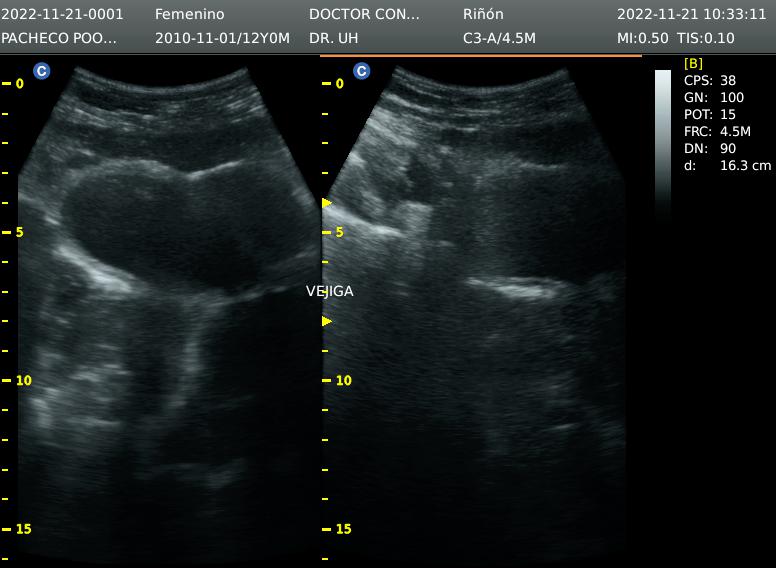 2022-11-21-0001 Femenino DOCTOR CON... Riñón 2022-11-21 10:33:11
PACHECO POO... 2010-11-01/12Y0M DR. UH C3-A/4.5M MI:0.50 TIS:0.10
C C
[B]
CPS: 38
GN: 100
POT: 15
FRC: 4.5M
DN: 90
d: 16.3 cm
0 0
5 5
VEJIGA
10 10
15 15